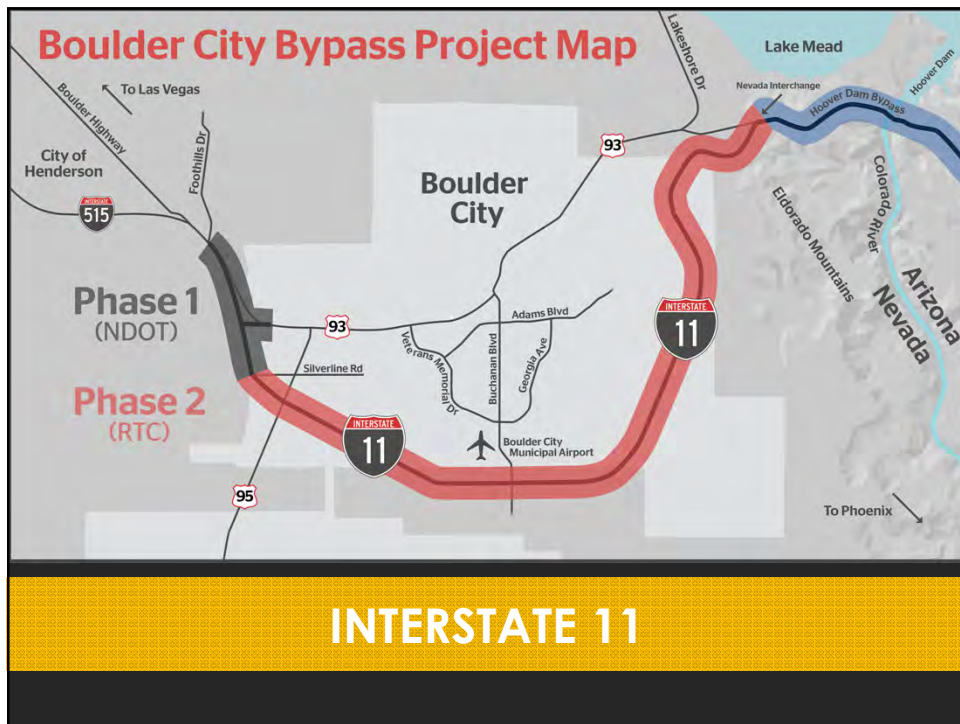 Boulder City Bypass Project Map
Lakeshore Dr
Lake Mead
Hoover Dam
To Las Vegas
Boulder Highway
Nevada Interchange
Hoover Dam Bypass
Foothills Dr
City of
Henderson
INTERSTATE
515
93
Boulder
City
Colorado River
Eldorado Mountains
Arizona
Nevada
Phase 1
(NDOT)
93
Adams Blvd
INTERSTATE
11
Veterans Memorial Dr
Buchanan Blvd
Georgia Ave
Silverline Rd
Phase 2
(RTC)
INTERSTATE
11
Boulder City
Municipal Airport
95
To Phoenix
INTERSTATE 11